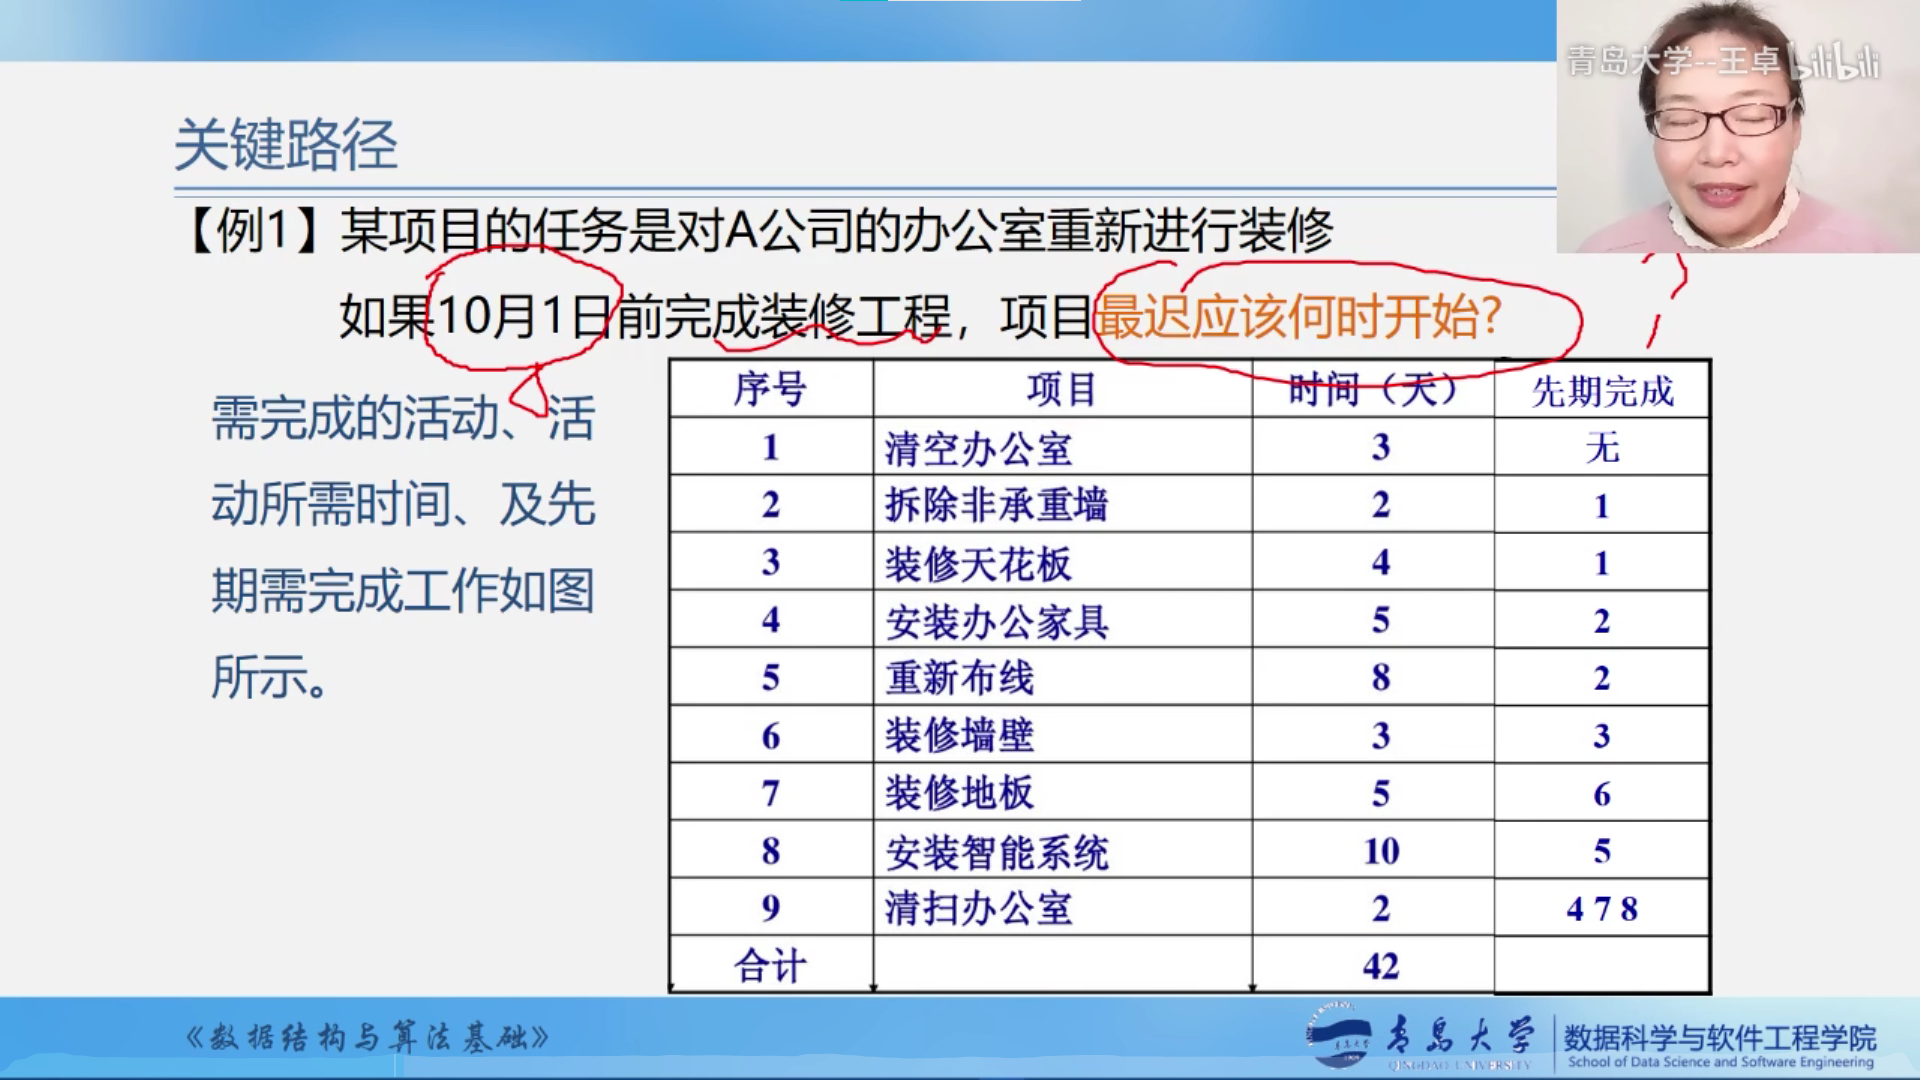 青岛大学--王卓 bilibili
关键路径
【例1】某项目的任务是对A公司的办公室重新进行装修
如果10月1日前完成装修工程，项目最迟应该何时开始?
需完成的活动、活
动所需时间、及先
期需完成工作如图
所示。
序号 项目 时间（天） 先期完成
1 清空办公室 3 无
2 拆除非承重墙 2 1
3 装修天花板 4 1
4 安装办公家具 5 2
5 重新布线 8 2
6 装修墙壁 3 3
7 装修地板 5 6
8 安装智能系统 10 5
9 清扫办公室 2 4 7 8
合计 42
《数据结构与算法基础》
青岛大学 数据科学与软件工程学院
QINGDAO UNIVERSITY School of Data Science and Software Engineering